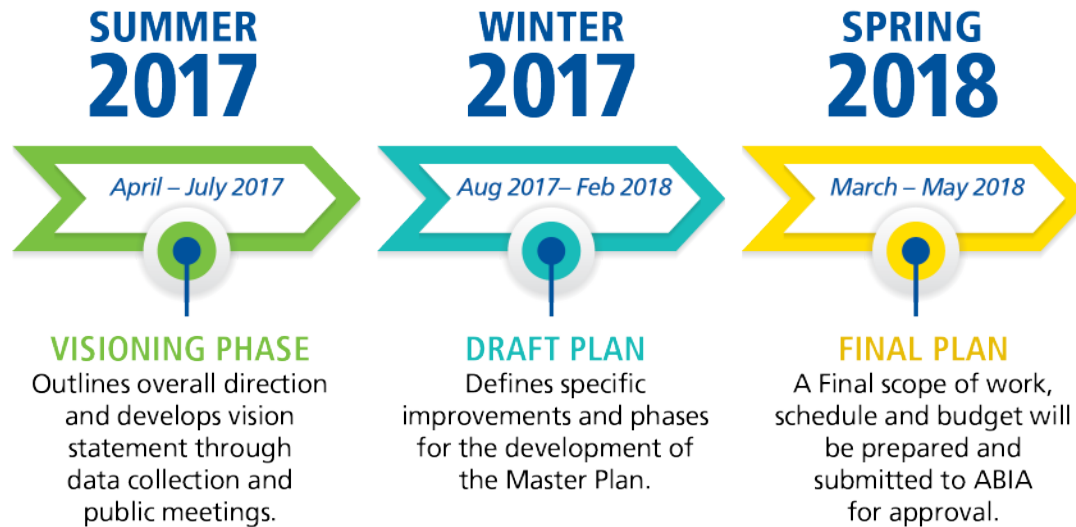 SUMMER
2017
April – July 2017
VISIONING PHASE
Outlines overall direction
and develops vision
statement through
data collection and
public meetings.
WINTER
2017
Aug 2017– Feb 2018
DRAFT PLAN
Defines specific
improvements and phases
for the development of
the Master Plan.
SPRING
2018
March – May 2018
FINAL PLAN
A Final scope of work,
schedule and budget will
be prepared and
submitted to ABIA
for approval.